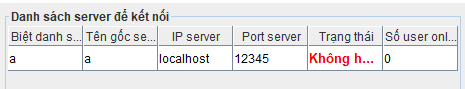 Danh sách server để kết nối
Biệt danh s... Tên gốc se... IP server Port server Trạng thái Số user onl...
a a localhost 12345 Không h... 0